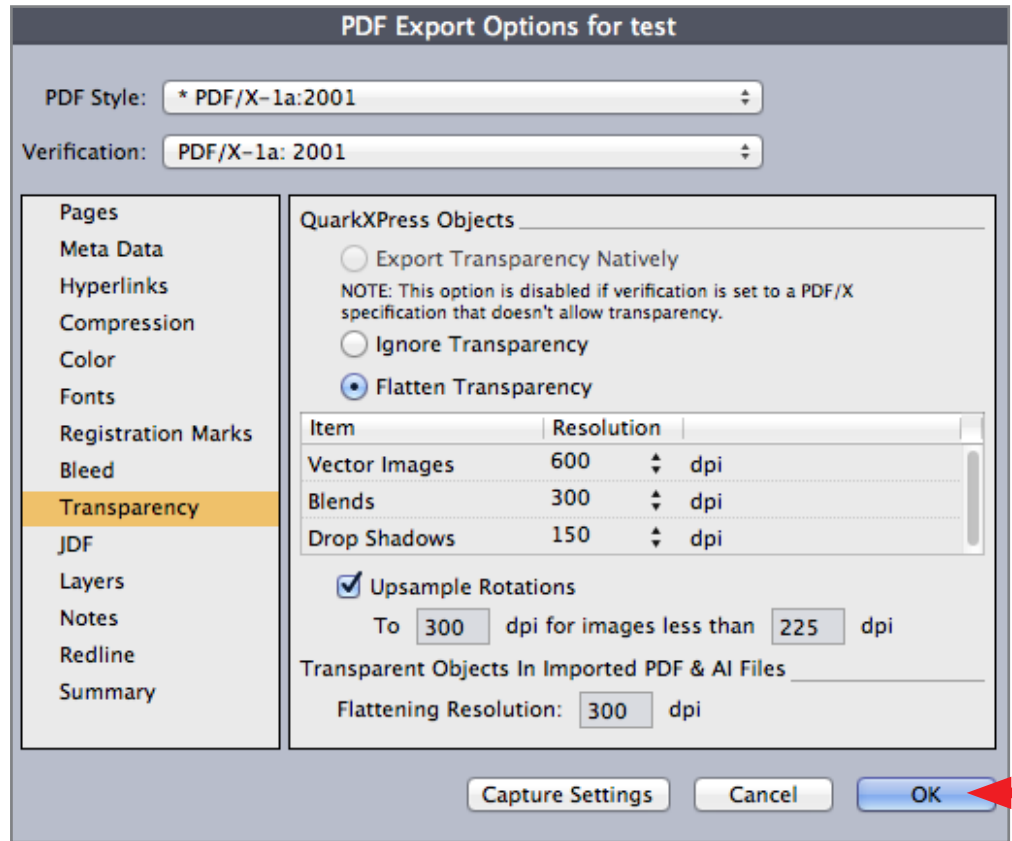 PDF Export Options for test
PDF Style: * PDF/X-1a:2001
Verification: PDF/X-1a: 2001
Pages
Meta Data
Hyperlinks
Compression
Color
Fonts
Registration Marks
Bleed
Transparency
JDF
Layers
Notes
Redline
Summary
QuarkXPress Objects
Export Transparency Natively
NOTE: This option is disabled if verification is set to a PDF/X
specification that doesn't allow transparency.
Ignore Transparency
Flatten Transparency
Item Resolution
Vector Images 600 dpi
Blends 300 dpi
Drop Shadows 150 dpi
Upsample Rotations
To 300 dpi for images less than 225 dpi
Transparent Objects In Imported PDF & AI Files
Flattening Resolution: 300 dpi
Capture Settings Cancel OK